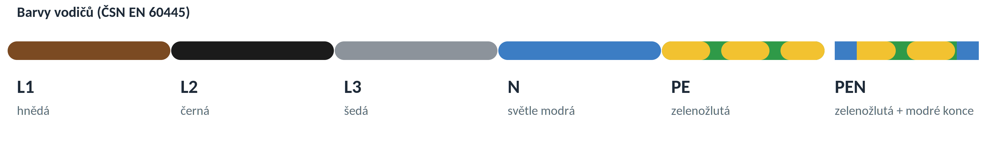 Barvy vodičů (ČSN EN 60445)
L1 L2 L3 N PE PEN
hnědá černá šedá světle modrá zelenožlutá zelenožlutá + modré konce